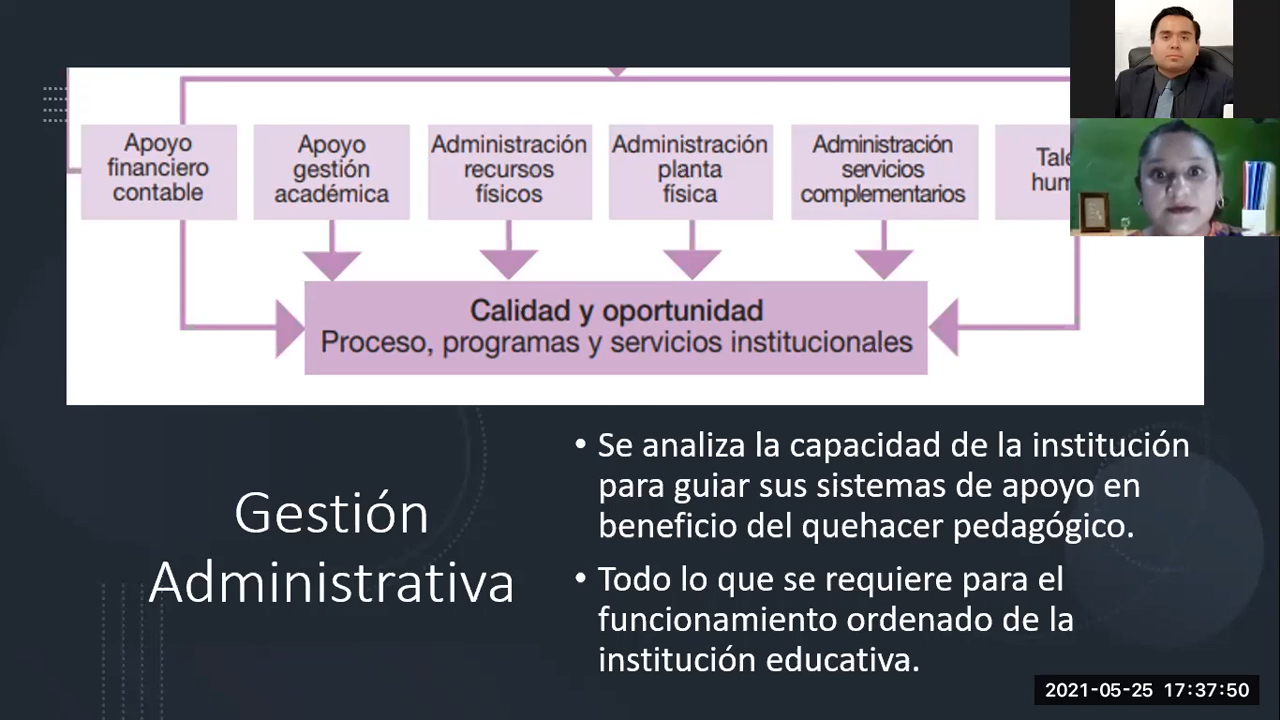 Apoyo
financiero
contable
Apoyo
gestión
académica
Administración
recursos
físicos
Administración
planta
física
Administración
servicios
complementarios
Calidad y oportunidad
Proceso, programas y servicios institucionales
Gestión
Administrativa
• Se analiza la capacidad de la institución
para guiar sus sistemas de apoyo en
beneficio del quehacer pedagógico.
• Todo lo que se requiere para el
funcionamiento ordenado de la
institución educativa.
2021-05-25 17:37:50